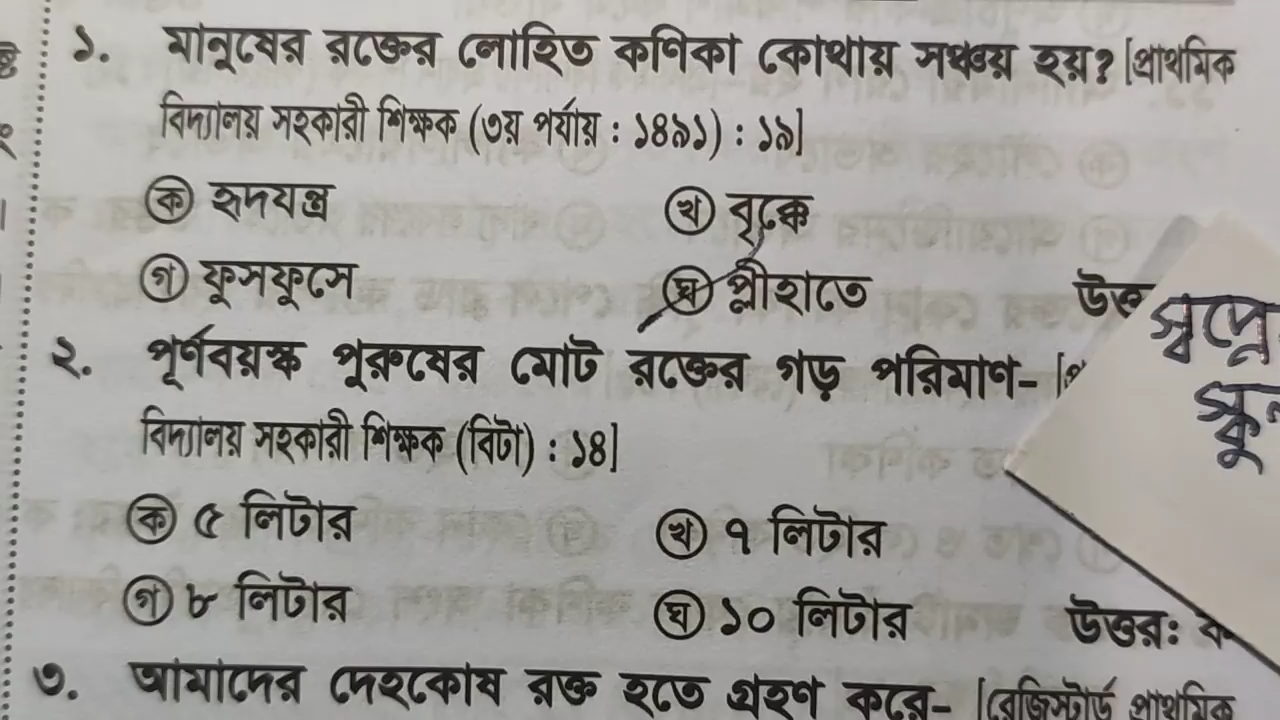 ১. মানুষের রক্তের লোহিত কণিকা কোথায় সঞ্চয় হয়? [প্রাথমিক
বিদ্যালয় সহকারী শিক্ষক (৩য় পর্যায় : ১৪৯১) : ১৯]
ক হৃদযন্ত্র খ বৃক্কে
গ ফুসফুসে ঘ প্লীহাতে
২. পূর্ণবয়স্ক পুরুষের মোট রক্তের গড় পরিমাণ-
বিদ্যালয় সহকারী শিক্ষক (বিটা) : ১৪]
ক ৫ লিটার খ ৭ লিটার
গ ৮ লিটার ঘ ১০ লিটার উত্তর: ক
৩. আমাদের দেহকোষ রক্ত হতে গ্রহণ করে- [রেজিস্টার্ড প্রাথমিক